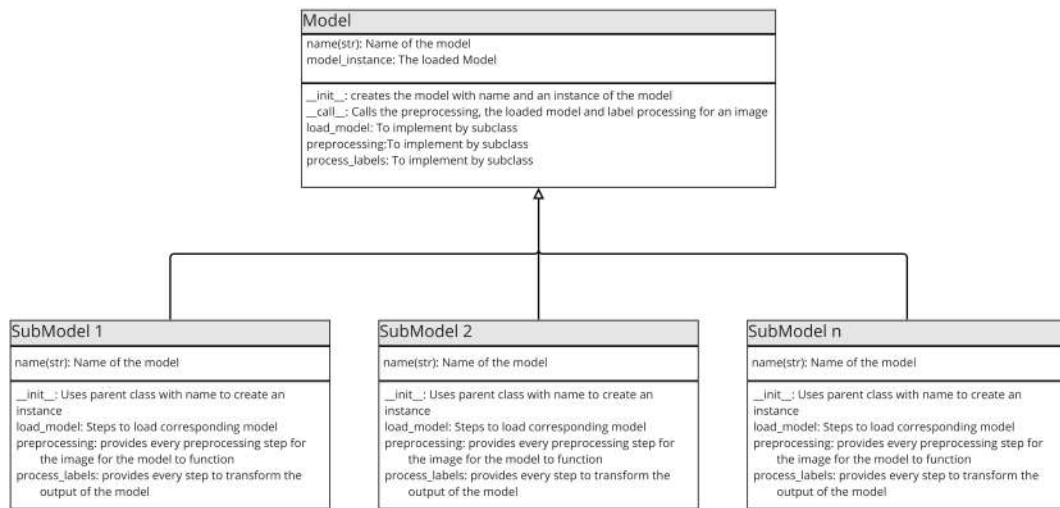 Model
name(str): Name of the model
model_instance: The loaded Model
__init__: creates the model with name and an instance of the model
__call__: Calls the preprocessing, the loaded model and label processing for an image
load_model: To implement by subclass
preprocessing:To implement by subclass
process_labels: To implement by subclass
SubModel 1
name(str): Name of the model
__init__: Uses parent class with name to create an
instance
load_model: Steps to load corresponding model
preprocessing: provides every preprocessing step for
the image for the model to function
process_labels: provides every step to transform the
output of the model
SubModel 2
name(str): Name of the model
__init__: Uses parent class with name to create an
instance
load_model: Steps to load corresponding model
preprocessing: provides every preprocessing step for
the image for the model to function
process_labels: provides every step to transform the
output of the model
SubModel n
name(str): Name of the model
__init__: Uses parent class with name to create an
instance
load_model: Steps to load corresponding model
preprocessing: provides every preprocessing step for
the image for the model to function
process_labels: provides every step to transform the
output of the model